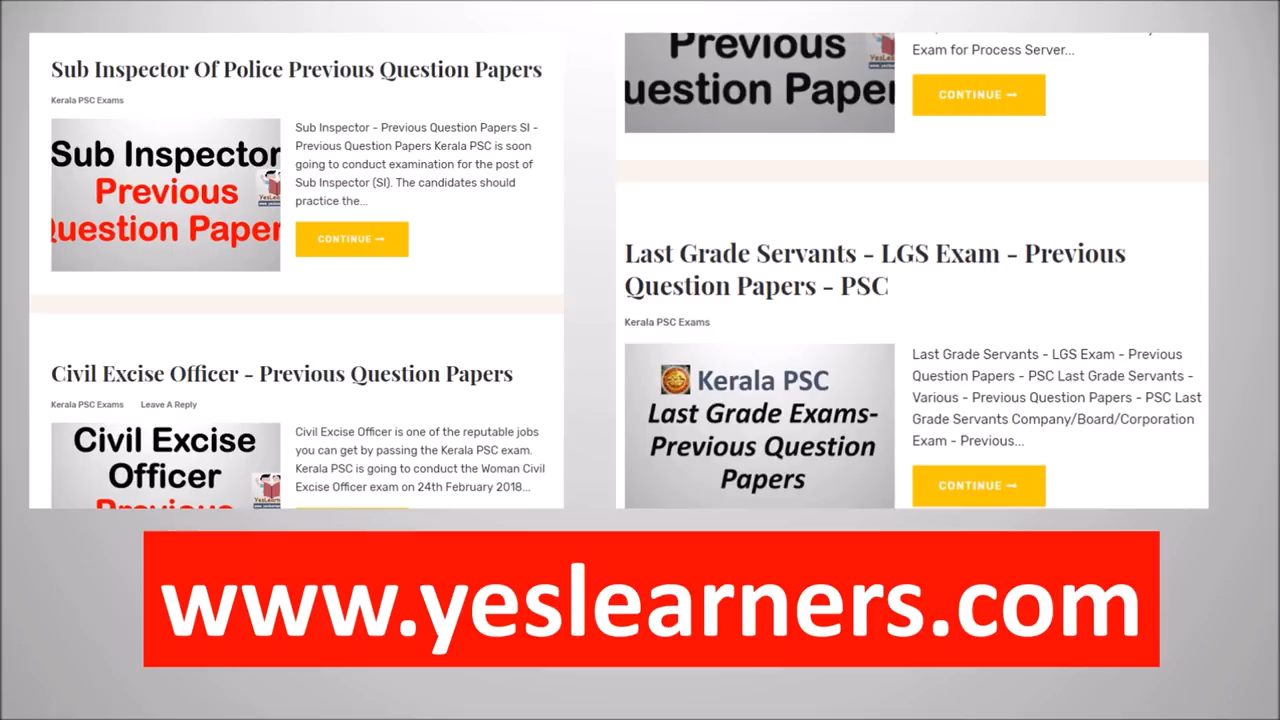 Sub Inspector Of Police Previous Question Papers
Kerala PSC Exams
Sub Inspector
Previous
Question Paper
Sub Inspector - Previous Question Papers SI -
Previous Question Papers Kerala PSC is soon
going to conduct examination for the post of
Sub Inspector (SI). The candidates should
practice the...
CONTINUE →
Civil Excise Officer - Previous Question Papers
Kerala PSC Exams Leave A Reply
Civil Excise
Officer
Previous
Civil Excise Officer is one of the reputable jobs
you can get by passing the Kerala PSC exam.
Kerala PSC is going to conduct the Woman Civil
Excise Officer exam on 24th February 2018...
Previous
uestion Paper
Exam for Process Server...
CONTINUE →
Last Grade Servants - LGS Exam - Previous
Question Papers - PSC
Kerala PSC Exams
Kerala PSC
Last Grade Exams-
Previous Question
Papers
Last Grade Servants - LGS Exam - Previous
Question Papers - PSC Last Grade Servants -
Various - Previous Question Papers - PSC Last
Grade Servants Company/Board/Corporation
Exam - Previous...
CONTINUE →
www.yeslearners.com